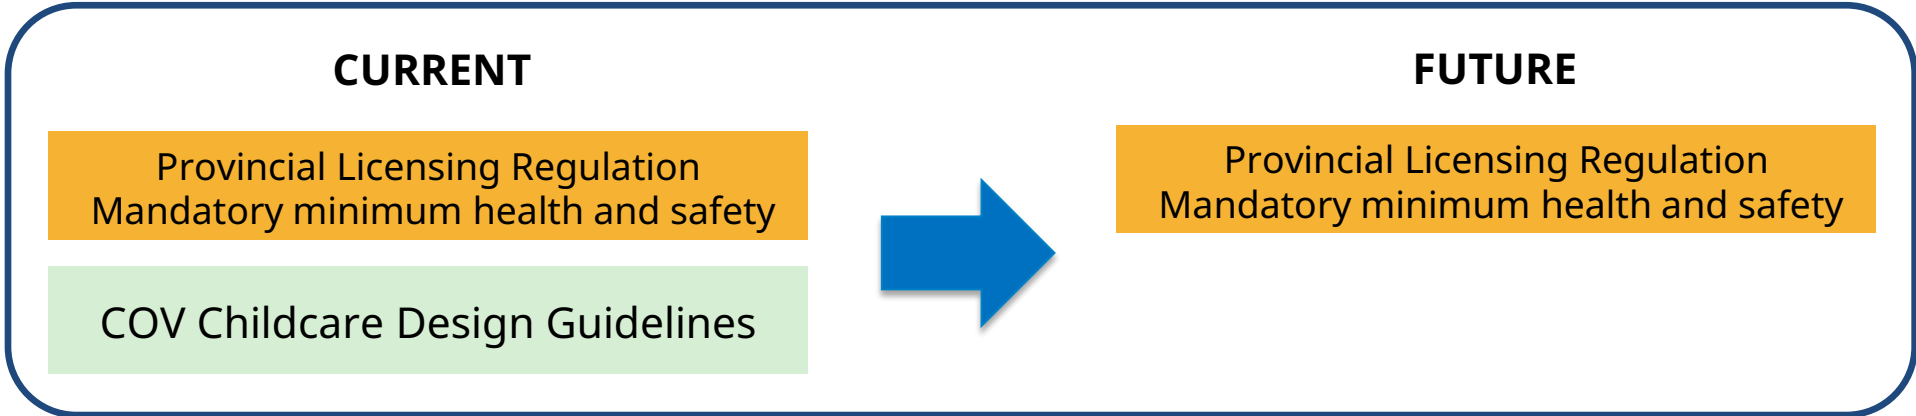 CURRENT
Provincial Licensing Regulation
Mandatory minimum health and safety
COV Childcare Design Guidelines
FUTURE
Provincial Licensing Regulation
Mandatory minimum health and safety